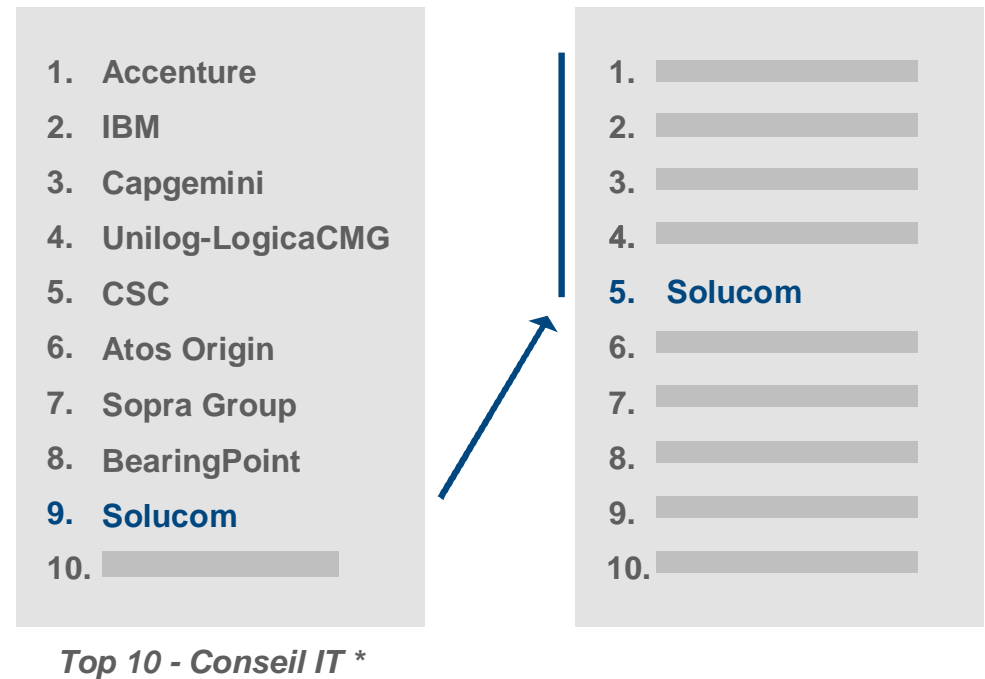 1. Accenture
2. IBM
3. Capgemini
4. Unilog-LogicaCMG
5. CSC
6. Atos Origin
7. Sopra Group
8. BearingPoint
9. Solucom
10.
Top 10 - Conseil IT *
1.
2.
3.
4.
5. Solucom
6.
7.
8.
9.
10.